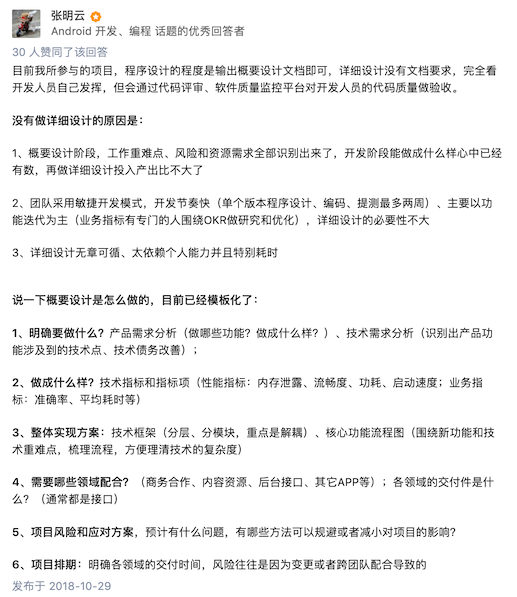 张明云
Android 开发、编程 话题的优秀回答者
30 人赞同了该回答
目前我所参与的项目，程序设计的程度是输出概要设计文档即可，详细设计没有文档要求，完全看
开发人员自己发挥，但会通过代码评审、软件质量监控平台对开发人员的代码质量做验收。
没有做详细设计的原因是：
1、概要设计阶段，工作重难点、风险和资源需求全部识别出来了，开发阶段能做成什么样心中已经
有数，再做详细设计投入产出比不大了
2、团队采用敏捷开发模式，开发节奏快（单个版本程序设计、编码、提测最多两周）、主要以功
能迭代为主（业务指标有专门的人围绕OKR做研究和优化），详细设计的必要性不大
3、详细设计无章可循、太依赖个人能力并且特别耗时
说一下概要设计是怎么做的，目前已经模板化了：
1、明确要做什么？产品需求分析（做哪些功能？做成什么样？）、技术需求分析（识别出产品功
能涉及到的技术点、技术债务改善）；
2、做成什么样？技术指标和指标项（性能指标：内存泄露、流畅度、功耗、启动速度；业务指
标：准确率、平均耗时等）
3、整体实现方案：技术框架（分层、分模块，重点是解耦）、核心功能流程图（围绕新功能和技
术重难点，梳理流程，方便理清技术的复杂度）
4、需要哪些领域配合？（商务合作、内容资源、后台接口、其它APP等）；各领域的交付件是什
么？（通常都是接口）
5、项目风险和应对方案，预计有什么问题，有哪些方法可以规避或者减小对项目的影响？
6、项目排期：明确各领域的交付时间，风险往往是因为变更或者跨团队配合导致的
发布于 2018-10-29